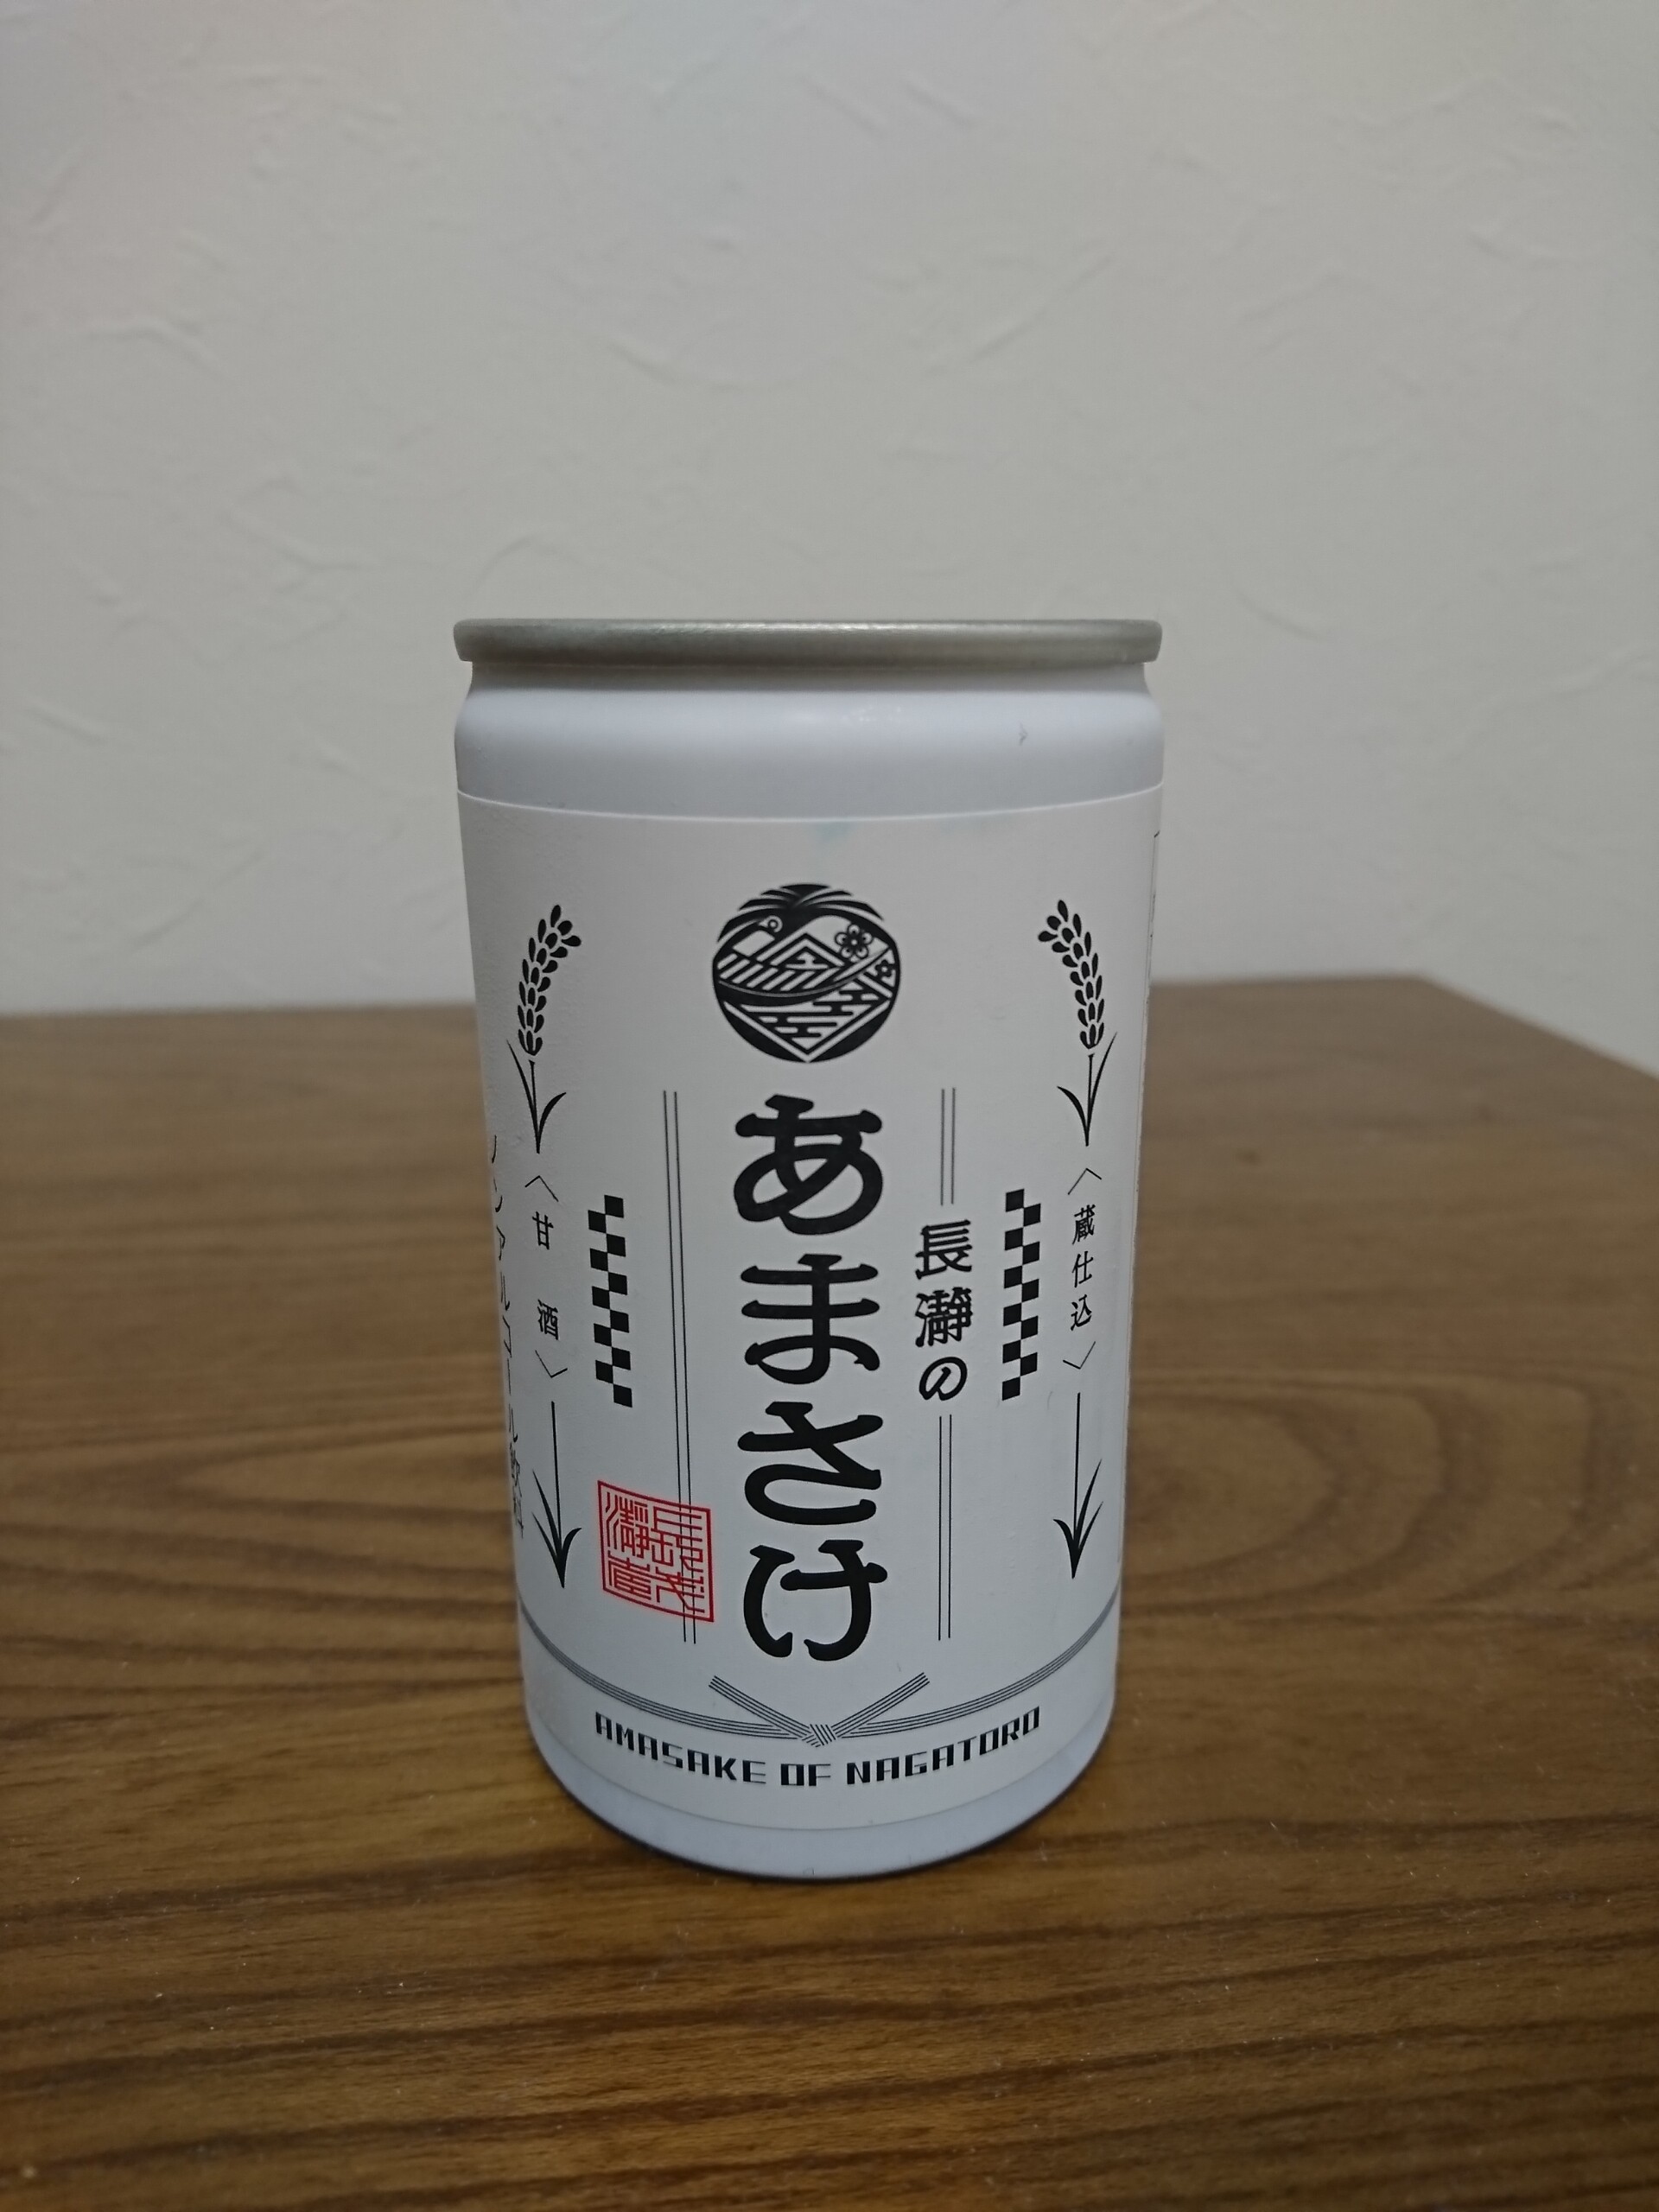 長瀞の
あまさけ
〈蔵仕込〉
〈甘酒〉
ノンアルコール飲料
AMASAKE OF NAGATORO